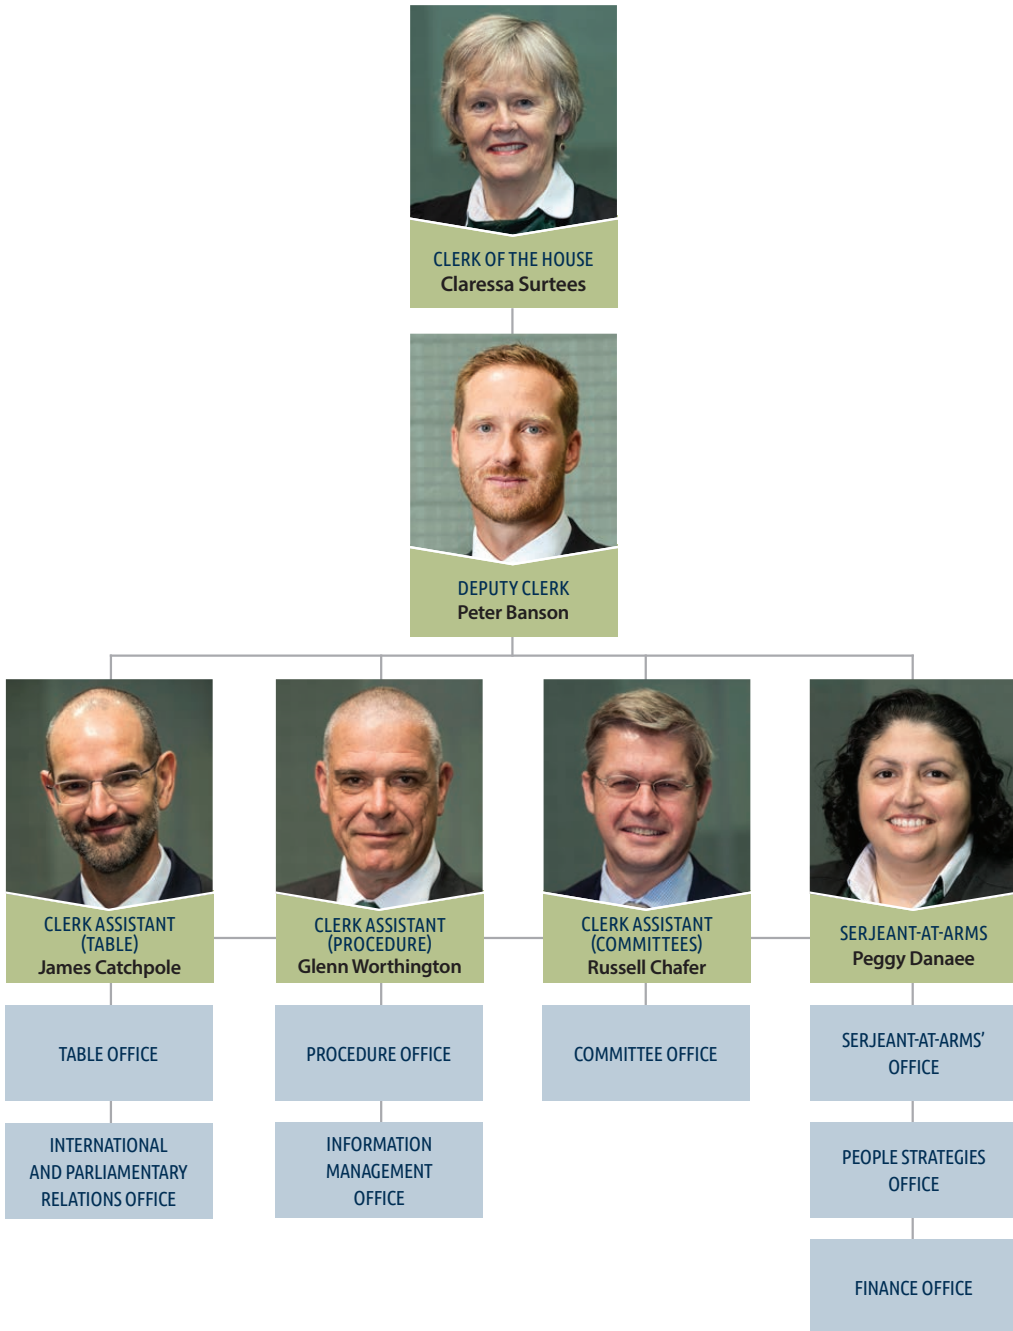 CLERK OF THE HOUSE
Claressa Surtees
DEPUTY CLERK
Peter Banson
CLERK ASSISTANT
(TABLE)
James Catchpole
CLERK ASSISTANT
(PROCEDURE)
Glenn Worthington
CLERK ASSISTANT
(COMMITTEES)
Russell Chafer
SERJEANT-AT-ARMS
Peggy Danaee
TABLE OFFICE
PROCEDURE OFFICE
COMMITTEE OFFICE
SERJEANT-AT-ARMS’
OFFICE
INTERNATIONAL
AND PARLIAMENTARY
RELATIONS OFFICE
INFORMATION
MANAGEMENT
OFFICE
PEOPLE STRATEGIES
OFFICE
FINANCE OFFICE